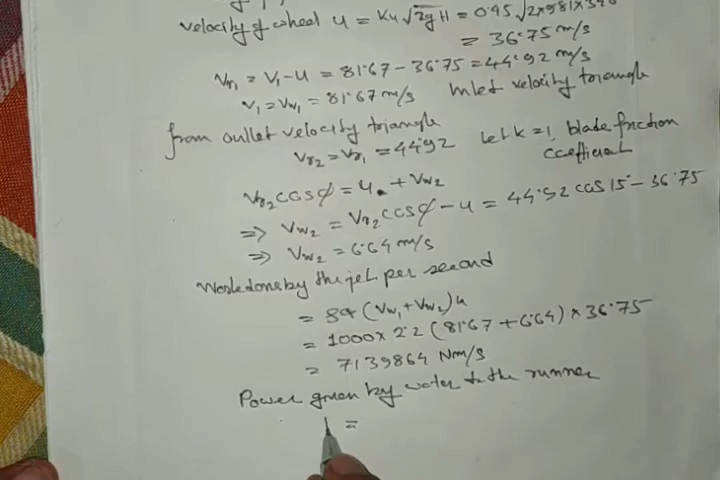 velocity of wheel u = Ku √2gH = 0.45 √2×9.81×340
= 36.75 m/s
Vr₁ = V₁ - u = 81.67 - 36.75 = 44.92 m/s
V₁ = Vw₁ = 81.67 m/s Inlet velocity triangle
from outlet velocity triangle
Vr₂ = Vr₁ = 44.92 Let k = 1, blade friction
coefficient
Vr₂ cos φ = u + Vw₂
⇒ Vw₂ = Vr₂ cos φ - u = 44.92 cos 15° - 36.75
⇒ Vw₂ = 6.64 m/s
Workdone by the jet per second
= ρQ (Vw₁ + Vw₂) u
= 1000 × 2.2 (81.67 + 6.64) × 36.75
= 7139864 Nm/s
Power given by water to the runner
=